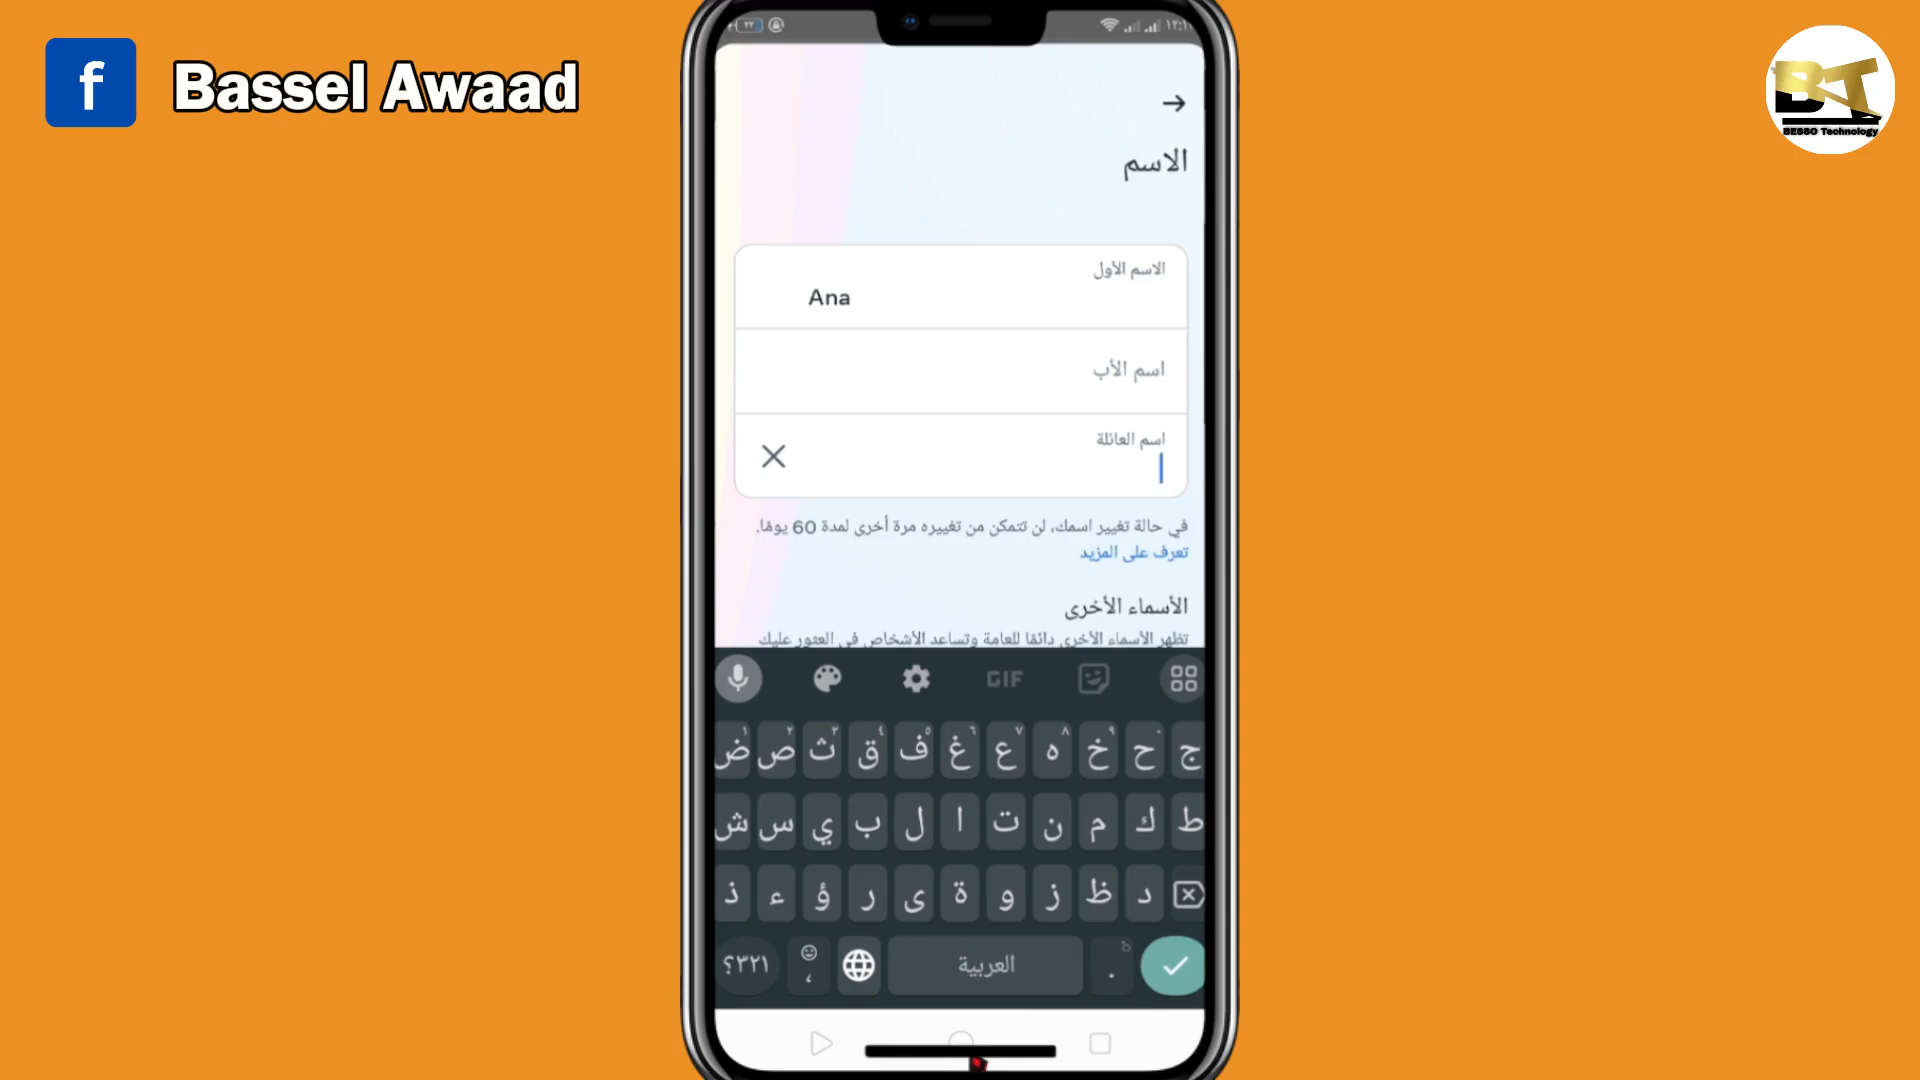 Bassel Awaad
BT
BESSO Technology
الاسم
الاسم الأول
Ana
اسم الأب
اسم العائلة
في حالة تغيير اسمك، لن تتمكن من تغييره مرة أخرى لمدة 60 يومًا.
تعرف على المزيد
الأسماء الأخرى
تظهر الأسماء الأخرى دائمًا للعامة وتساعد الأشخاص في العثور عليك
GIF
ض ص ث ق ف غ ع ه خ ح ج
ش س ي ب ل ا ت ن م ك ط
ذ ء ؤ ر ى ة و ز ظ د
؟٣٢١ ، العربية .